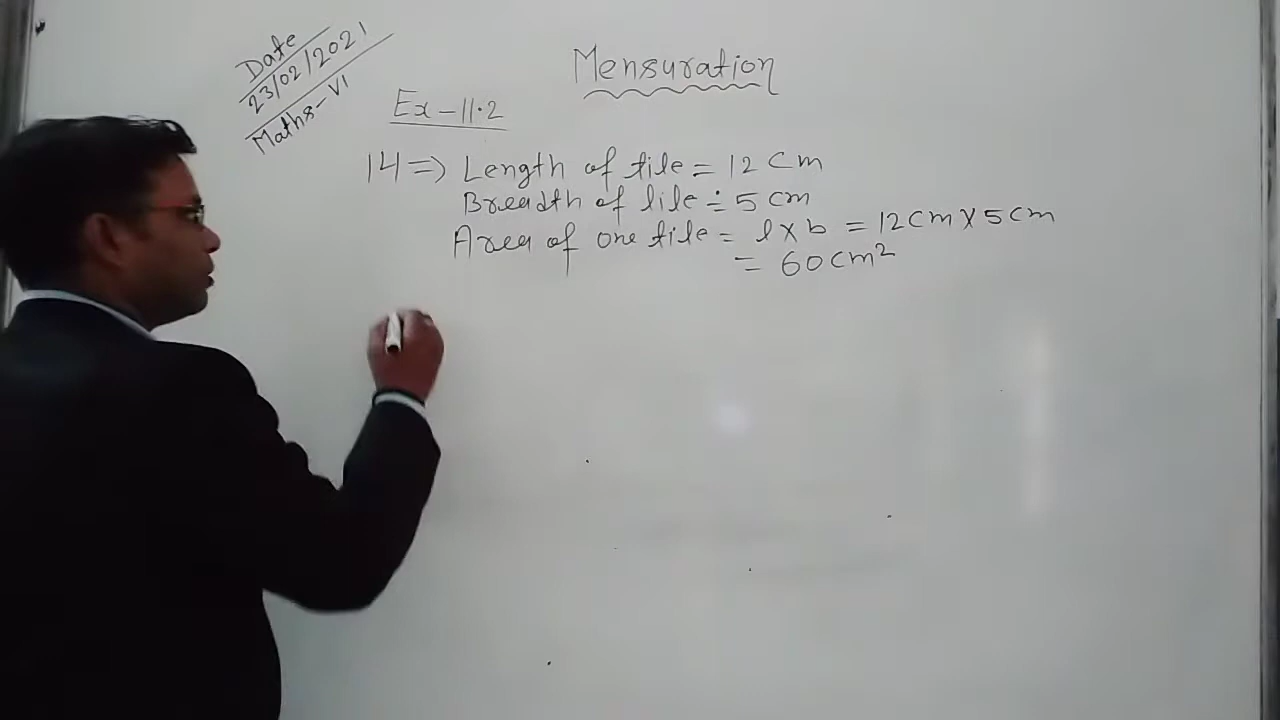 Date
23/02/2021
Maths-VI
Mensuration
Ex-11.2
14=> Length of tile = 12 cm
Breadth of tile = 5 cm
Area of one tile = l x b = 12cm x 5cm
= 60cm²